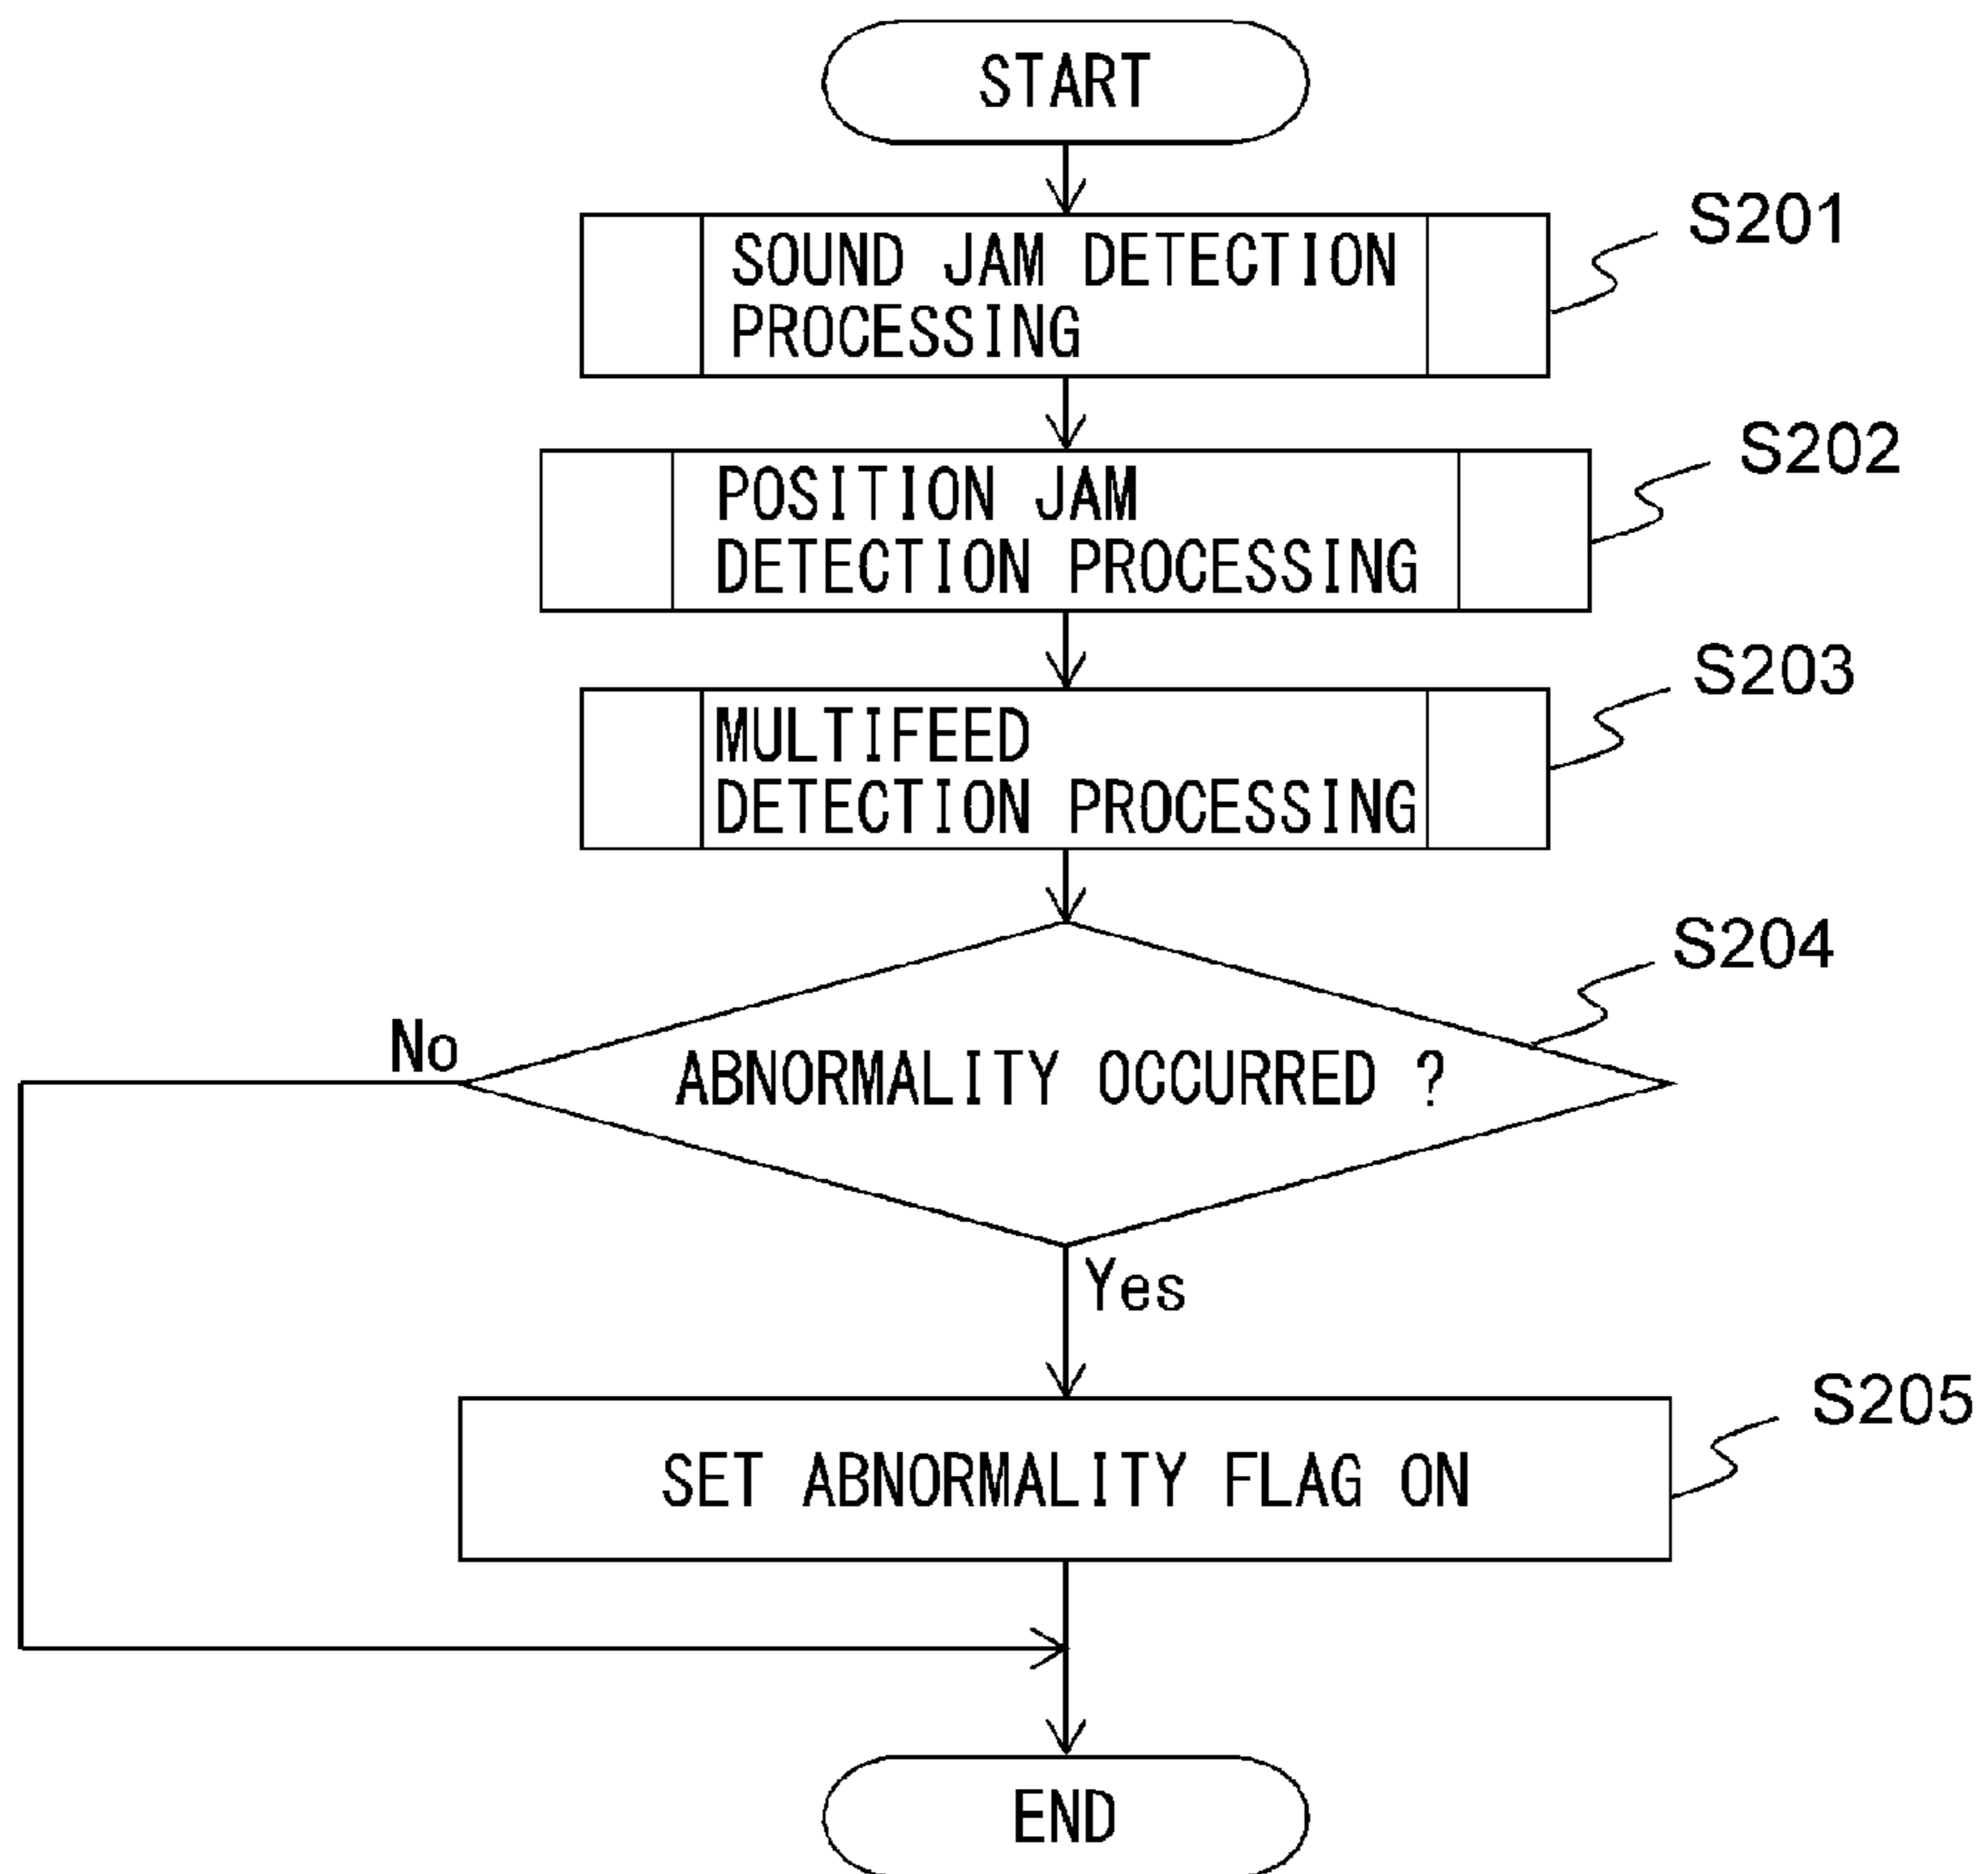 START
S201
SOUND JAM DETECTION
PROCESSING
S202
POSITION JAM
DETECTION PROCESSING
S203
MULTIFEED
DETECTION PROCESSING
S204
No
ABNORMALITY OCCURRED ?
Yes
S205
SET ABNORMALITY FLAG ON
END